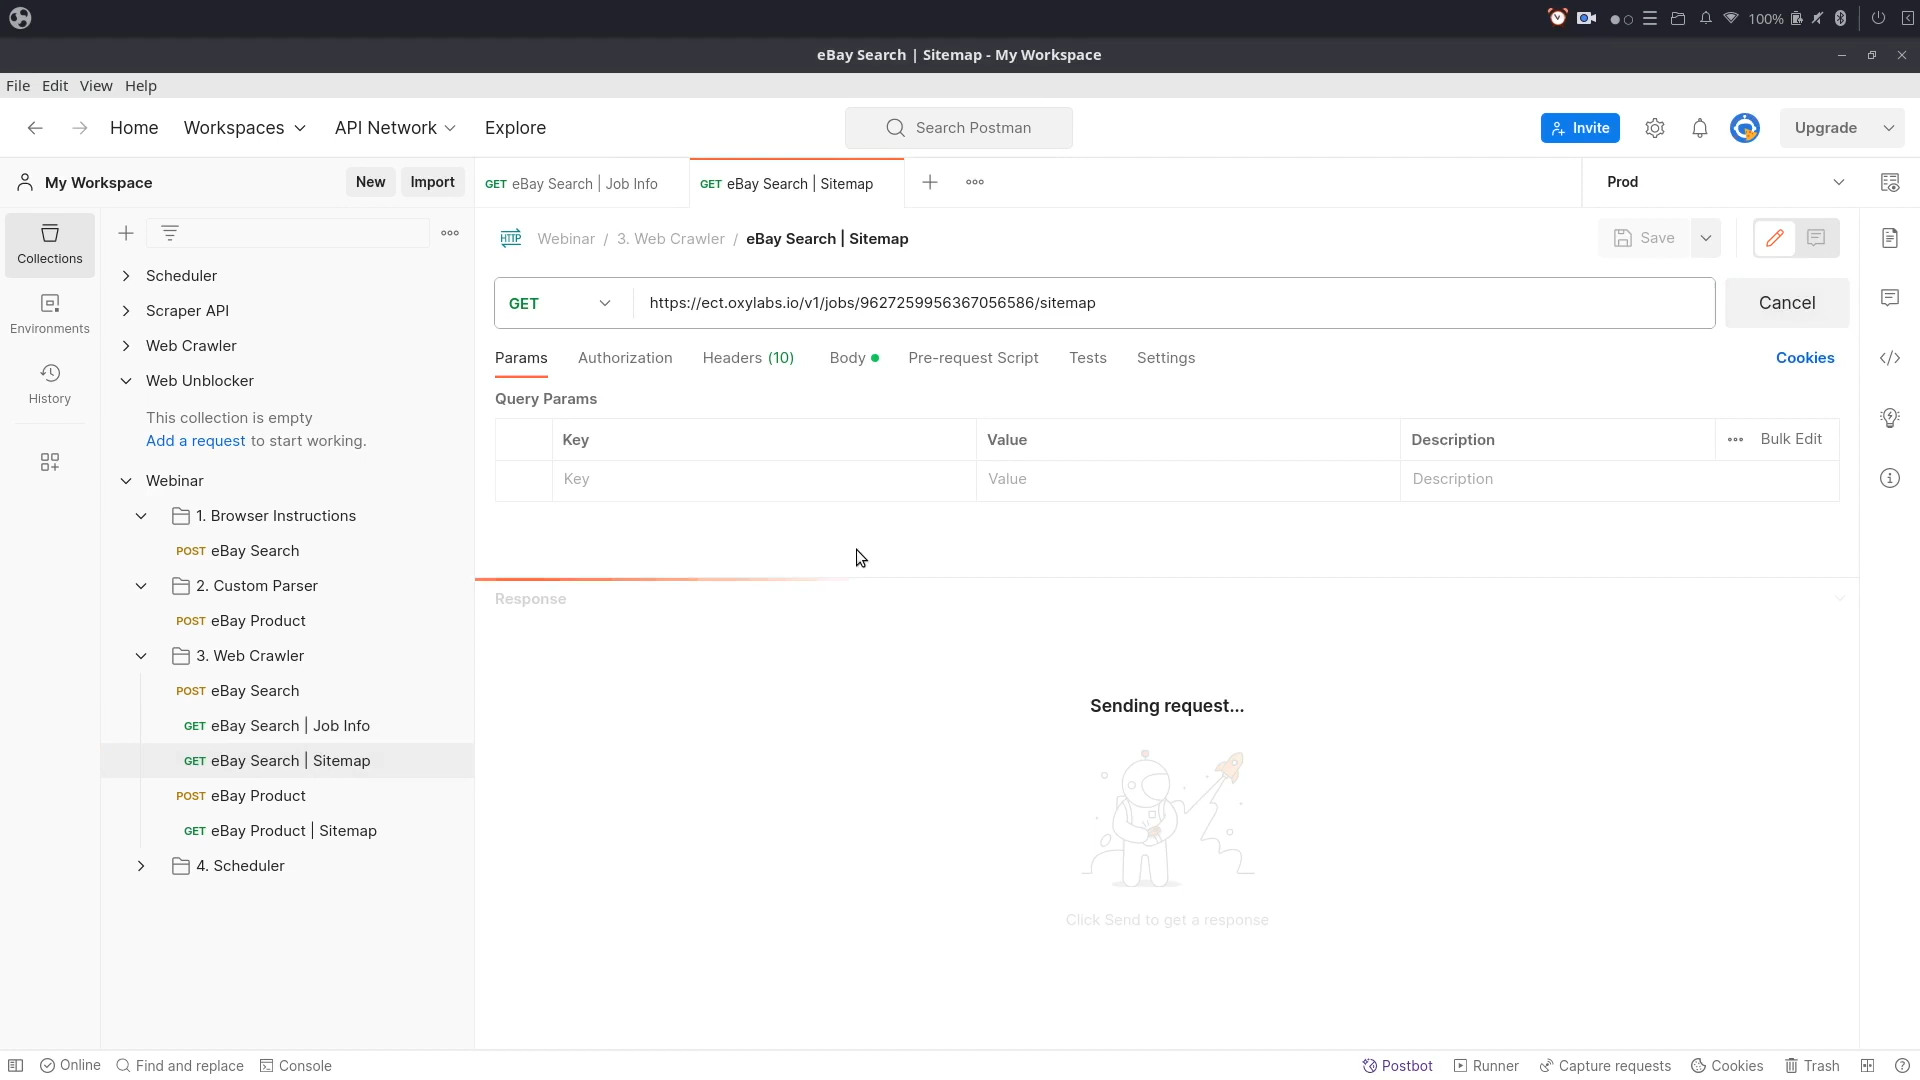 100%
eBay Search | Sitemap - My Workspace
File Edit View Help
Home Workspaces API Network Explore
Search Postman
Invite
Upgrade
My Workspace
New Import
GET eBay Search | Job Info
GET eBay Search | Sitemap
Prod
Collections
Environments
History
Scheduler
Scraper API
Web Crawler
Web Unblocker
This collection is empty
Add a request to start working.
Webinar
1. Browser Instructions
POST eBay Search
2. Custom Parser
POST eBay Product
3. Web Crawler
POST eBay Search
GET eBay Search | Job Info
GET eBay Search | Sitemap
POST eBay Product
GET eBay Product | Sitemap
4. Scheduler
HTTP Webinar / 3. Web Crawler / eBay Search | Sitemap
Save
GET https://ect.oxylabs.io/v1/jobs/9627259956367056586/sitemap
Cancel
Params Authorization Headers (10) Body Pre-request Script Tests Settings
Cookies
Query Params
Key Value Description Bulk Edit
Key Value Description
Response
Sending request...
Click Send to get a response
Online Find and replace Console
Postbot Runner Capture requests Cookies Trash